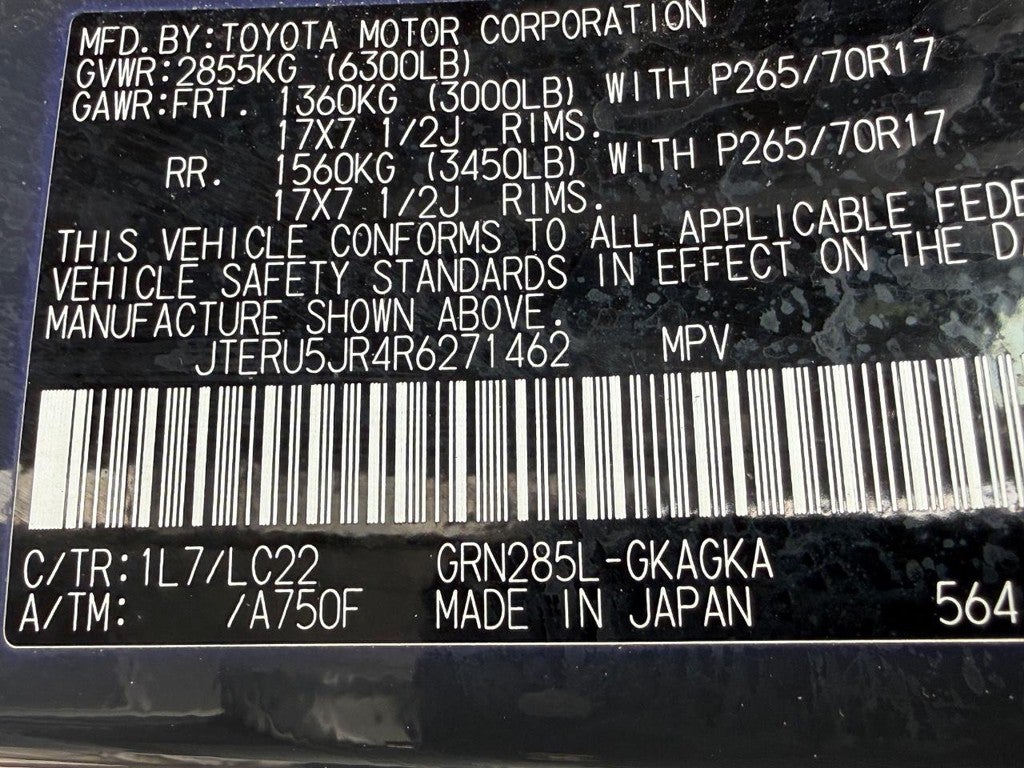 MFD.BY:TOYOTA MOTOR CORPORATION
GVWR:2855KG (6300LB)
GAWR:FRT. 1360KG (3000LB) WITH P265/70R17
17X7 1/2J RIMS.
RR. 1560KG (3450LB) WITH P265/70R17
17X7 1/2J RIMS.
THIS VEHICLE CONFORMS TO ALL APPLICABLE
VEHICLE SAFETY STANDARDS IN EFFECT ON THE
MANUFACTURE SHOWN ABOVE.
JTERU5JR4R6271462 MPV
C/TR:1L7/LC22 GRN285L-GKAGKA
A/TM: /A750F MADE IN JAPAN 564